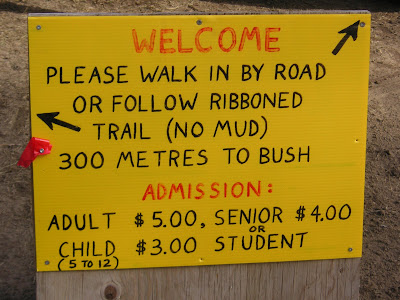 WELCOME
PLEASE WALK IN BY ROAD
OR FOLLOW RIBBONED
TRAIL (NO MUD)
300 METRES TO BUSH
ADMISSION:
ADULT $5.00, SENIOR $4.00
OR
CHILD $3.00 STUDENT
(5 TO 12)